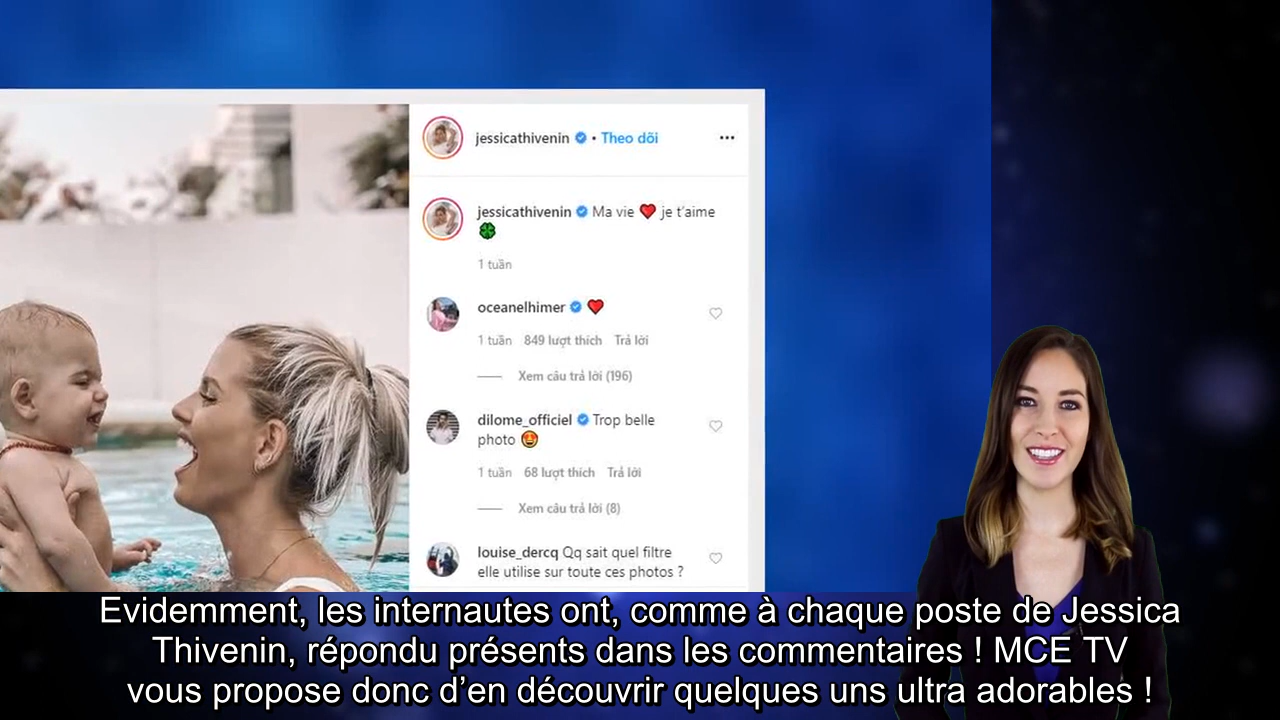 jessicathivenin • Theo dõi
jessicathivenin Ma vie ❤️ je t'aime
🍀
1 tuần
oceanelhimer ❤️
1 tuần 849 lượt thích Trả lời
Xem câu trả lời (196)
dilome_officiel Trop belle
photo 🤩
1 tuần 68 lượt thích Trả lời
Xem câu trả lời (8)
louise_dercq Qq sait quel filtre
elle utilise sur toute ces photos ?
Evidemment, les internautes ont, comme à chaque poste de Jessica
Thivenin, répondu présents dans les commentaires ! MCE TV
vous propose donc d’en découvrir quelques uns ultra adorables !